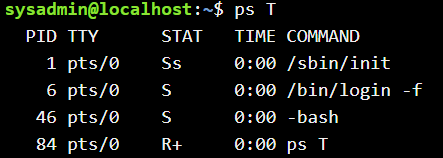 sysadmin@localhost:~$ ps T
PID TTY STAT TIME COMMAND
1 pts/0 Ss 0:00 /sbin/init
6 pts/0 S 0:00 /bin/login -f
46 pts/0 S 0:00 -bash
84 pts/0 R+ 0:00 ps T